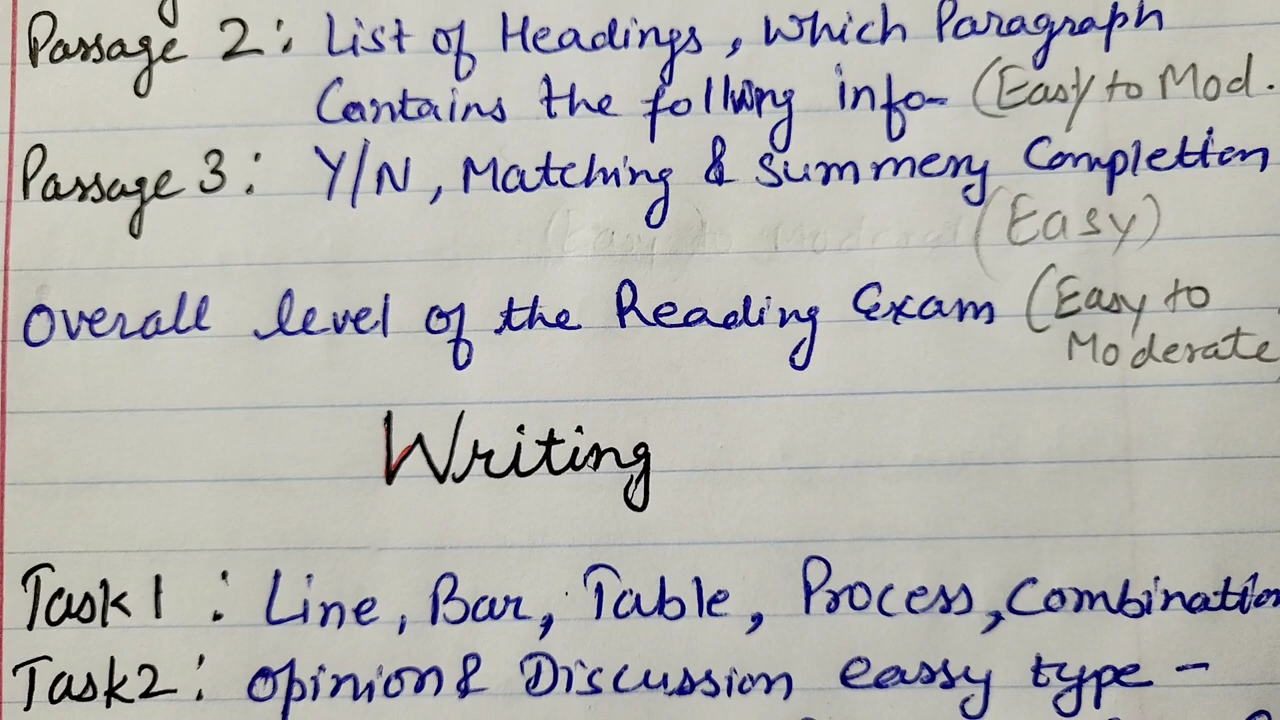 Passage 2: List of Headings, Which Paragraph
Contains the follwing info- (Easy to Mod.
Passage 3: Y/N, Matching & Summery Completion
(Easy)
Overall level of the Reading Exam (Easy to
Moderate
Writing
Task 1: Line, Bar, Table, Process, Combination
Task 2: Opinion & Discussion eassy type -